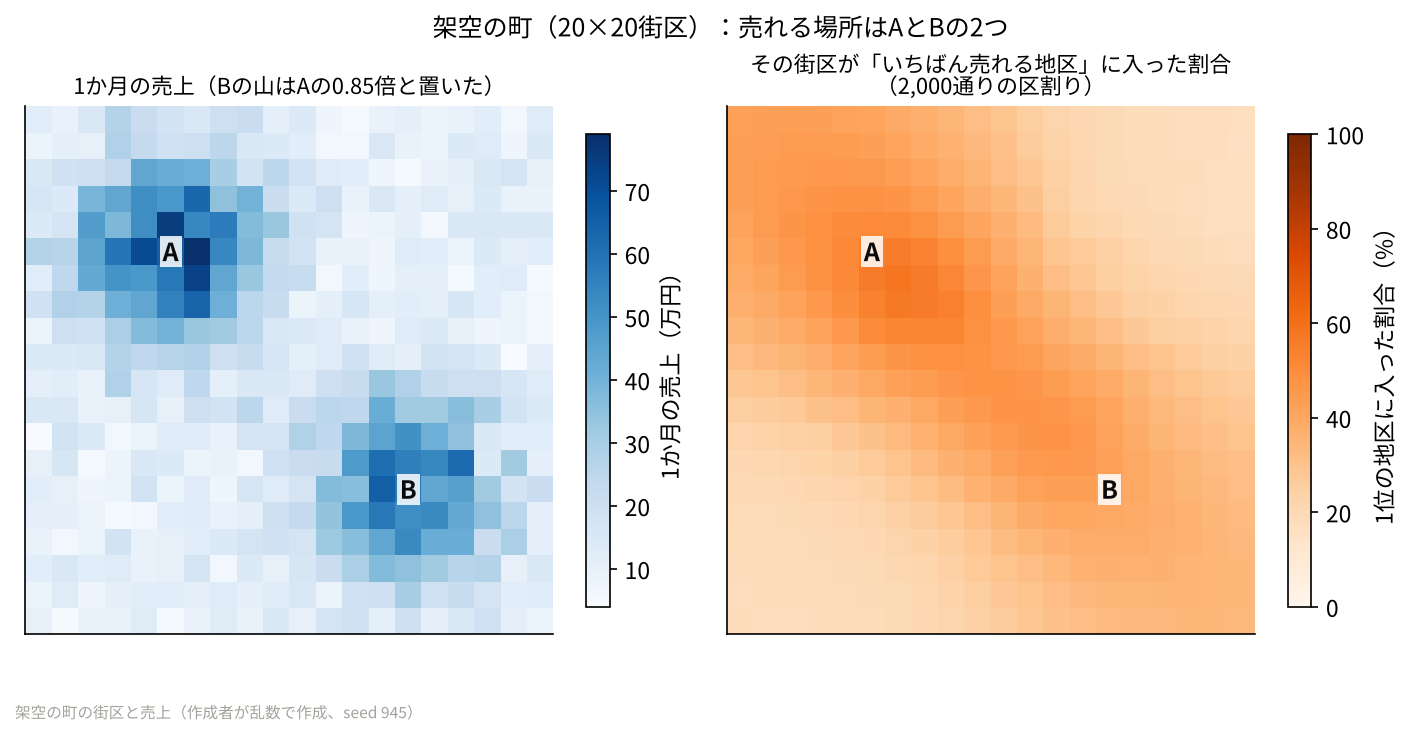 架空の町（20×20街区）：売れる場所はAとBの2つ
1か月の売上（Bの山はAの0.85倍と置いた）
A
B
70
60
50
40
30
20
10
1か月の売上（万円）
その街区が「いちばん売れる地区」に入った割合
（2,000通りの区割り）
A
B
100
80
60
40
20
0
1位の地区に入った割合（%）
架空の町の街区と売上（作成者が乱数で作成、seed 945）